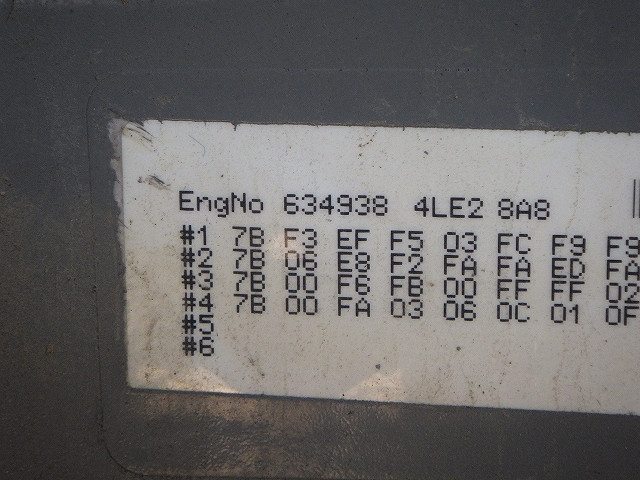 EngNo 634938 4LE2 8A8
#1 7B F3 EF F5 03 FC F9 F9
#2 7B 06 E8 F2 FA FA ED FA
#3 7B 00 F6 FB 00 FF FF 02
#4 7B 00 FA 03 06 0C 01 0F
#5
#6